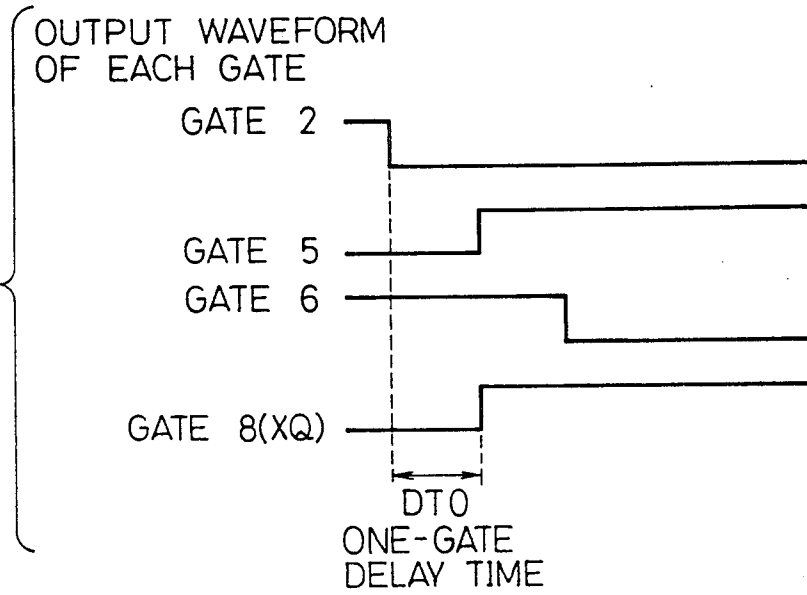 OUTPUT WAVEFORM
OF EACH GATE
GATE 2
GATE 5
GATE 6
GATE 8(XQ)
DT0
ONE-GATE
DELAY TIME